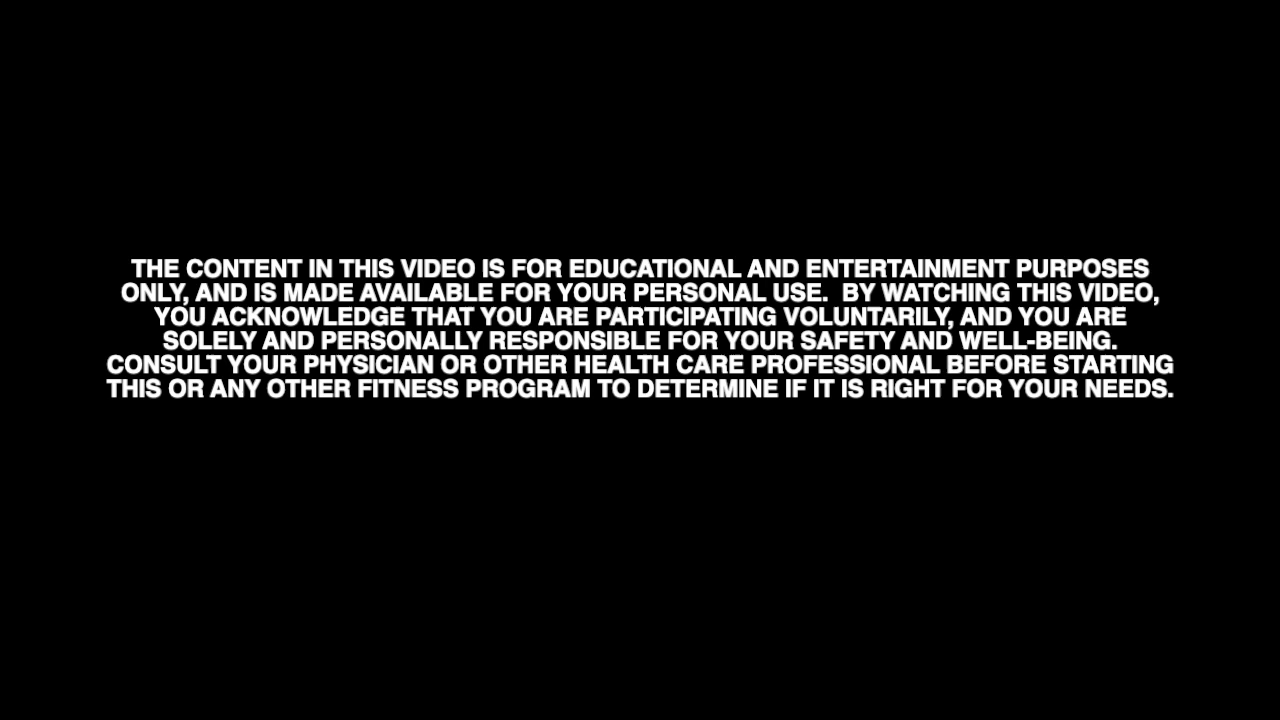 THE CONTENT IN THIS VIDEO IS FOR EDUCATIONAL AND ENTERTAINMENT PURPOSES
ONLY, AND IS MADE AVAILABLE FOR YOUR PERSONAL USE.  BY WATCHING THIS VIDEO,
YOU ACKNOWLEDGE THAT YOU ARE PARTICIPATING VOLUNTARILY, AND YOU ARE
SOLELY AND PERSONALLY RESPONSIBLE FOR YOUR SAFETY AND WELL-BEING.
CONSULT YOUR PHYSICIAN OR OTHER HEALTH CARE PROFESSIONAL BEFORE STARTING
THIS OR ANY OTHER FITNESS PROGRAM TO DETERMINE IF IT IS RIGHT FOR YOUR NEEDS.